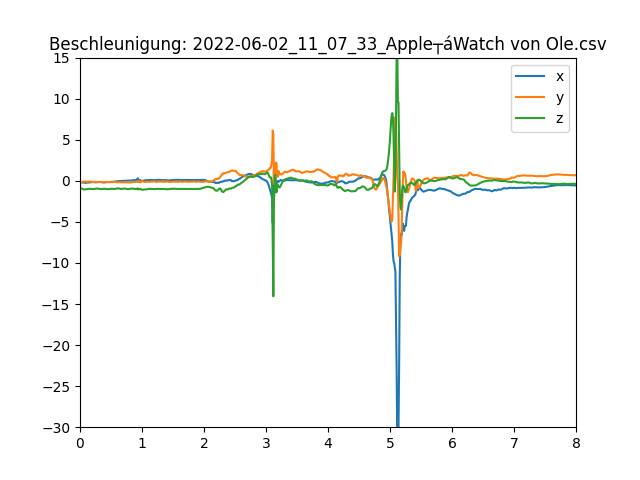 Beschleunigung: 2022-06-02_11_07_33_Apple┬áWatch von Ole.csv
15
10
5
0
−5
−10
−15
−20
−25
−30
0 1 2 3 4 5 6 7 8
x
y
z